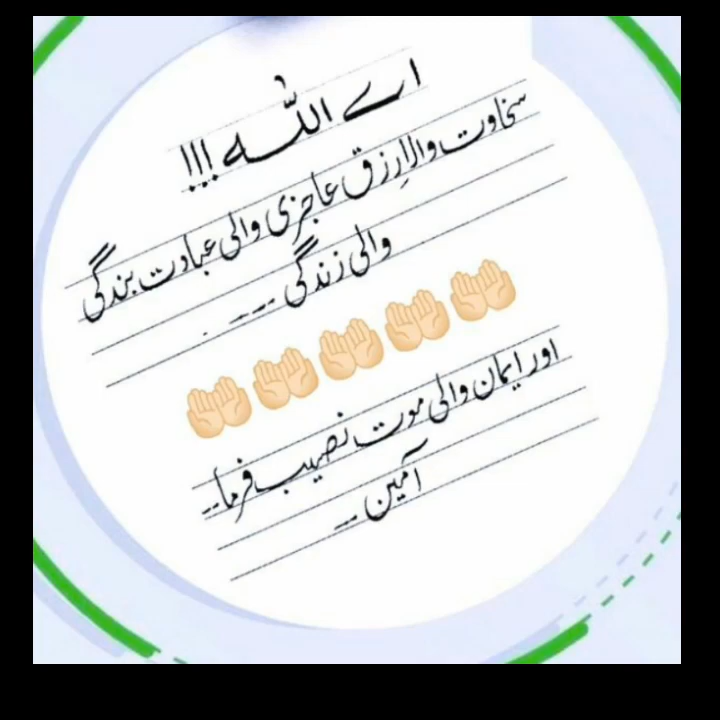 اے اللہ !!!
سخاوت والا رزق عاجزی والی عبادت بندگی
والی زندگی ۔۔۔
🤲🏻🤲🏻🤲🏻🤲🏻🤲🏻
اور ایمان والی موت نصیب فرما۔۔
آمین ۔۔